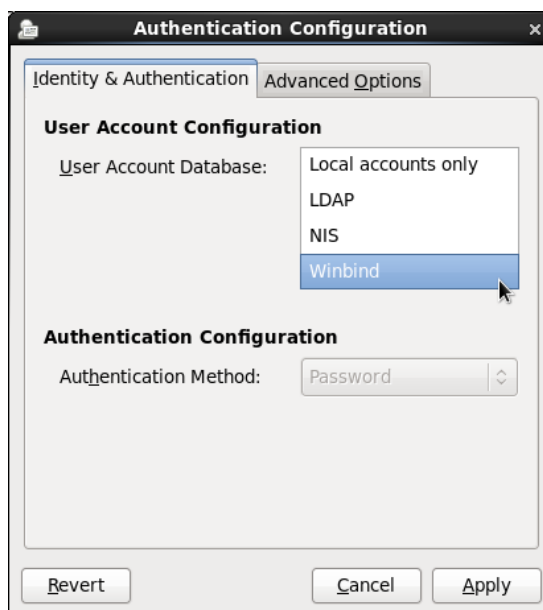 Authentication Configuration
Identity & Authentication Advanced Options
User Account Configuration
User Account Database: Local accounts only
LDAP
NIS
Winbind
Authentication Configuration
Authentication Method: Password
Revert Cancel Apply